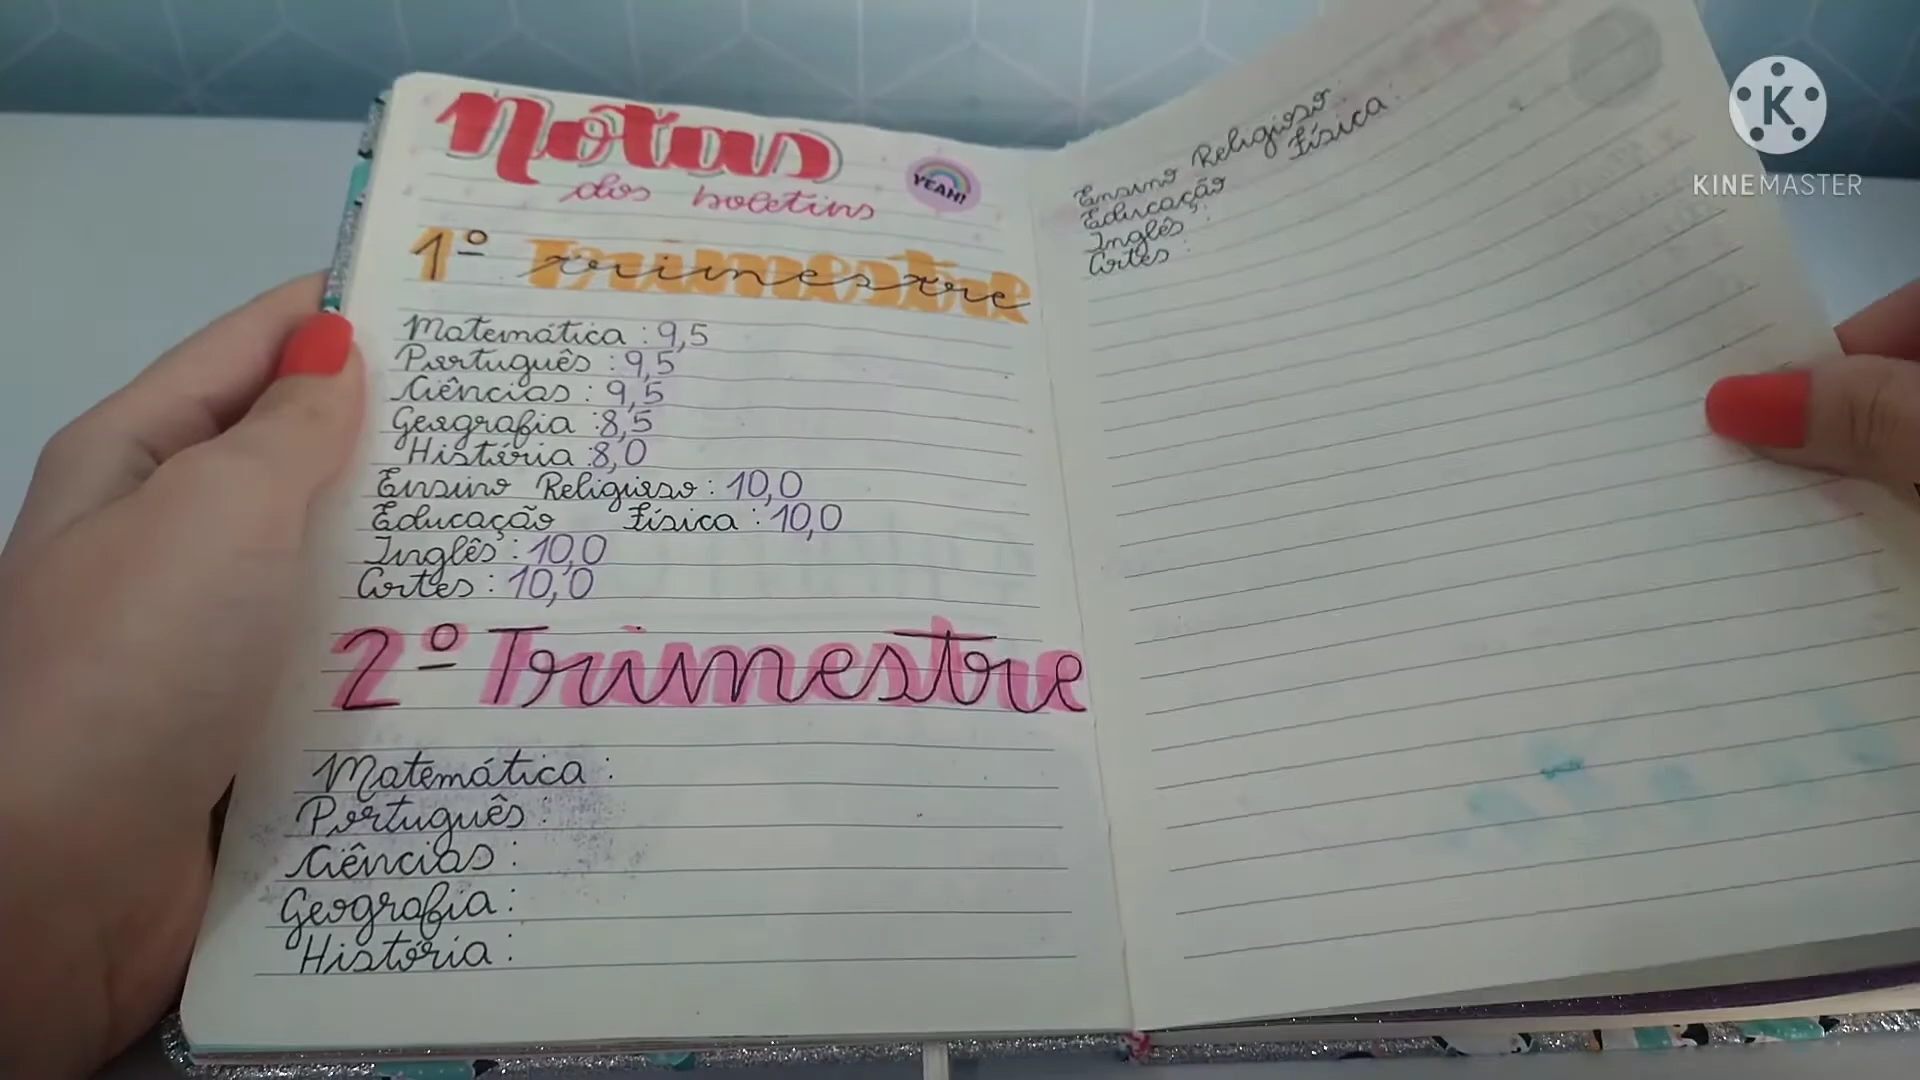 Notas
dos boletins
YEAH!
1º Trimestre
Matemática : 9,5
Português : 9,5
Ciências : 9,5
Geografia : 8,5
História : 8,0
Ensino Religioso : 10,0
Educação Física : 10,0
Inglês : 10,0
Artes : 10,0
2º Trimestre
Matemática :
Português :
Ciências :
Geografia :
História :
Ensino Religioso :
Educação Física :
Inglês :
Artes :
K
KINEMASTER